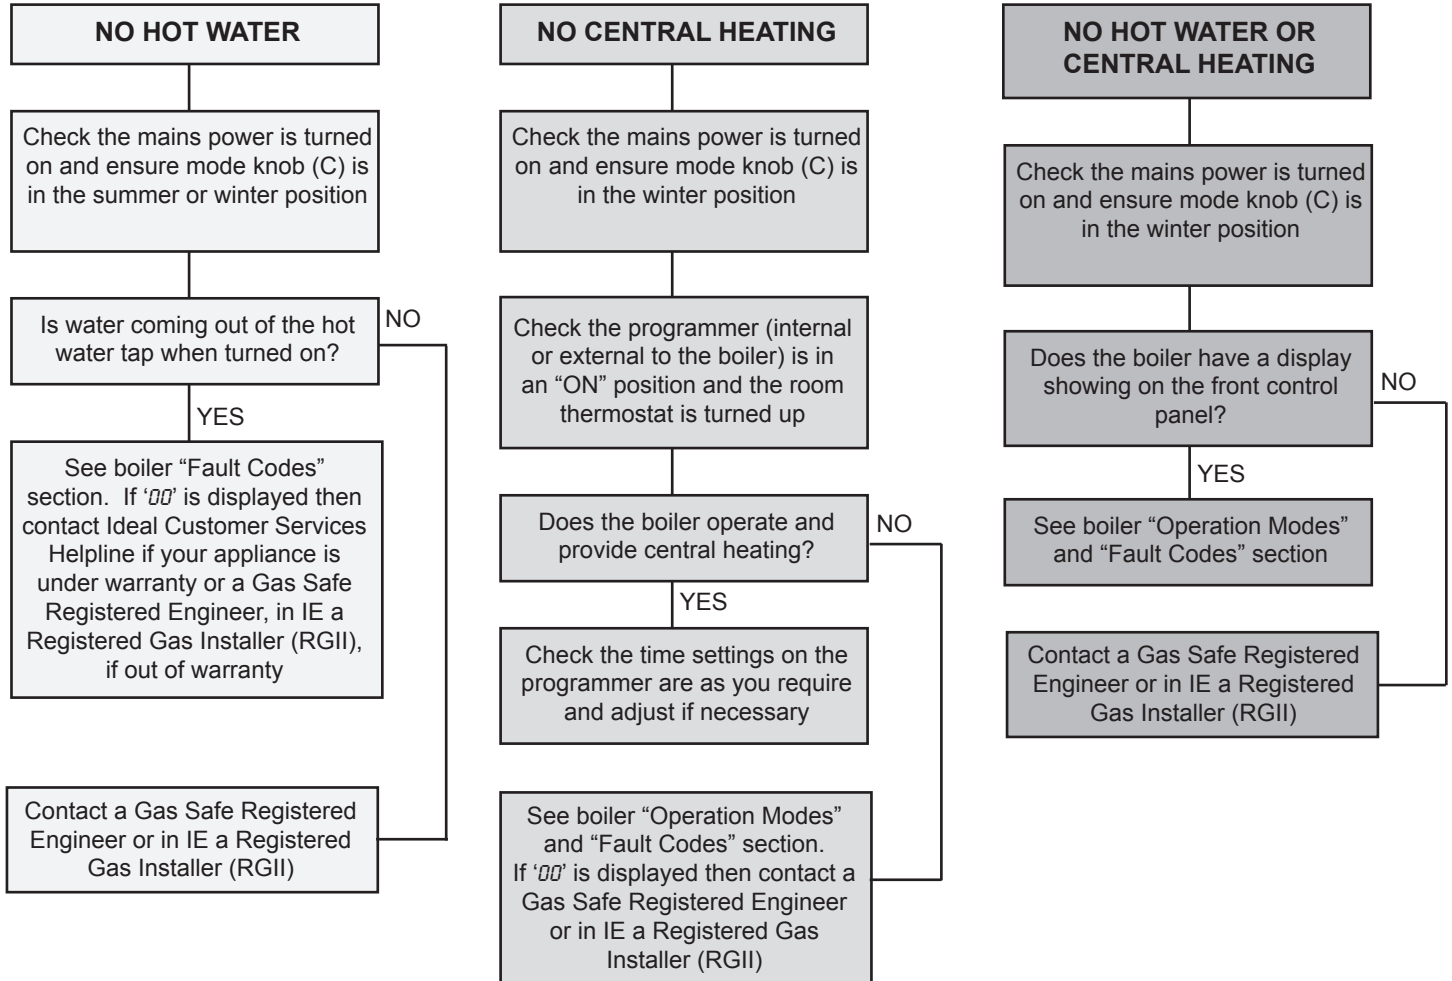 NO HOT WATER
Check the mains power is turned
on and ensure mode knob (C) is
in the summer or winter position
Is water coming out of the hot
water tap when turned on?
NO
YES
See boiler “Fault Codes”
section.  If ‘00’ is displayed then
contact Ideal Customer Services
Helpline if your appliance is
under warranty or a Gas Safe
Registered Engineer, in IE a
Registered Gas Installer (RGII),
if out of warranty
Contact a Gas Safe Registered
Engineer or in IE a Registered
Gas Installer (RGII)
NO CENTRAL HEATING
Check the mains power is turned
on and ensure mode knob (C) is
in the winter position
Check the programmer (internal
or external to the boiler) is in
an “ON” position and the room
thermostat is turned up
Does the boiler operate and
provide central heating?
NO
YES
Check the time settings on the
programmer are as you require
and adjust if necessary
See boiler “Operation Modes”
and “Fault Codes” section.
If ‘00’ is displayed then contact a
Gas Safe Registered Engineer
or in IE a Registered Gas
Installer (RGII)
NO HOT WATER OR
CENTRAL HEATING
Check the mains power is turned
on and ensure mode knob (C) is
in the winter position
Does the boiler have a display
showing on the front control
panel?
NO
YES
See boiler “Operation Modes”
and “Fault Codes” section
Contact a Gas Safe Registered
Engineer or in IE a Registered
Gas Installer (RGII)